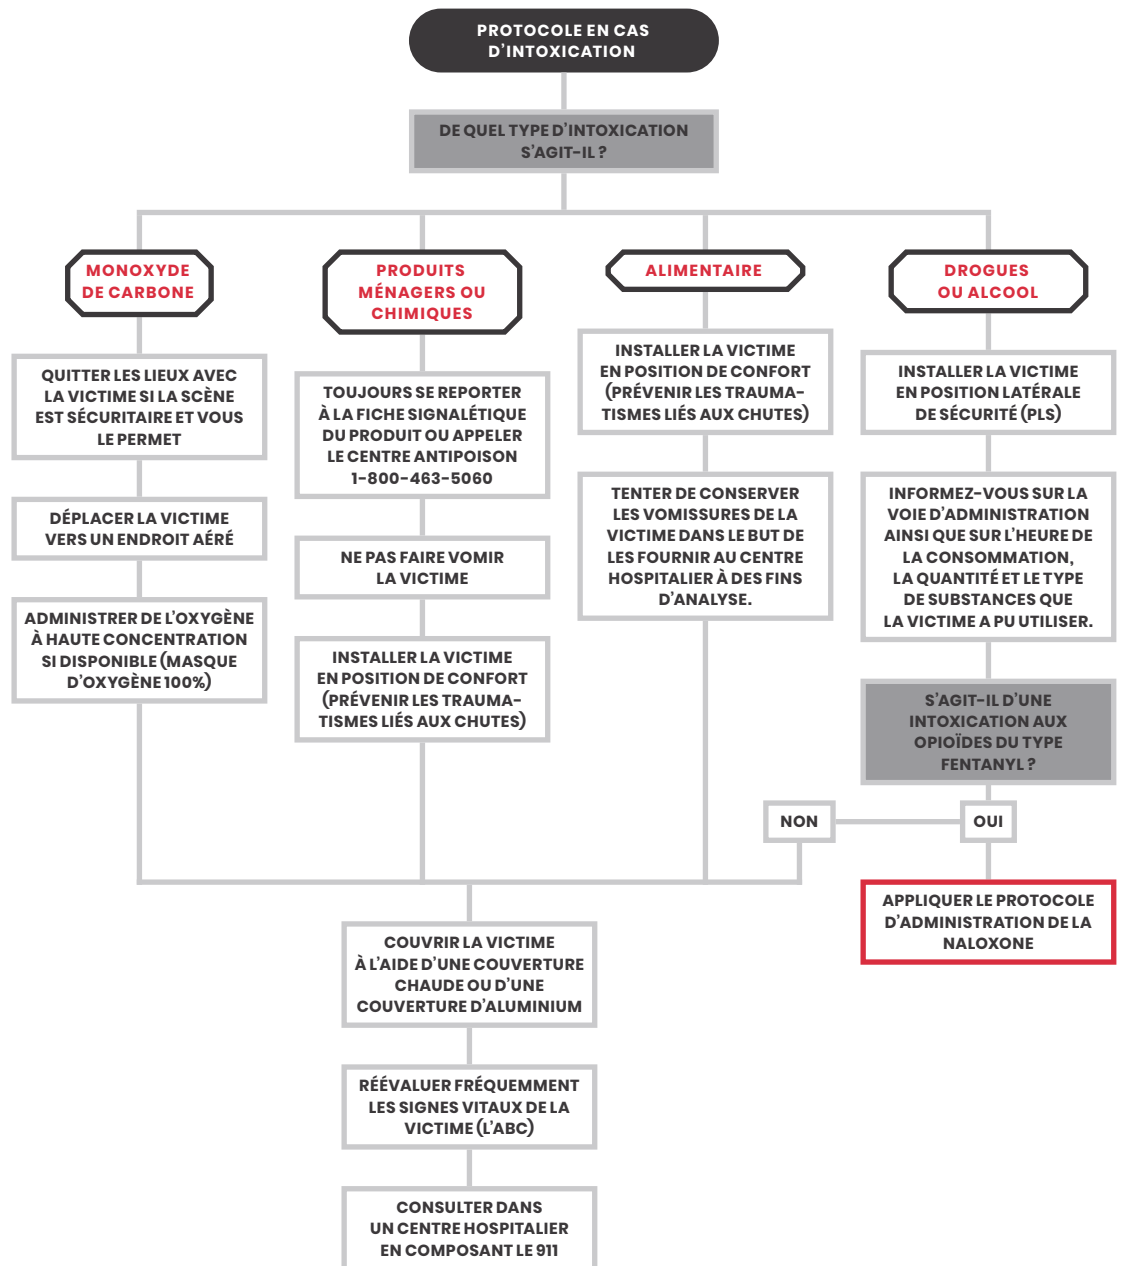 PROTOCOLE EN CAS
D'INTOXICATION
DE QUEL TYPE D'INTOXICATION
S'AGIT-IL ?
MONOXYDE
DE CARBONE
QUITTER LES LIEUX AVEC
LA VICTIME SI LA SCÈNE
EST SÉCURITAIRE ET VOUS
LE PERMET
DÉPLACER LA VICTIME
VERS UN ENDROIT AÉRÉ
ADMINISTRER DE L'OXYGÈNE
À HAUTE CONCENTRATION
SI DISPONIBLE (MASQUE
D'OXYGÈNE 100%)
PRODUITS
MÉNAGERS OU
CHIMIQUES
TOUJOURS SE REPORTER
À LA FICHE SIGNALÉTIQUE
DU PRODUIT OU APPELER
LE CENTRE ANTIPOISON
1-800-463-5060
NE PAS FAIRE VOMIR
LA VICTIME
INSTALLER LA VICTIME
EN POSITION DE CONFORT
(PRÉVENIR LES TRAUMA-
TISMES LIÉS AUX CHUTES)
ALIMENTAIRE
INSTALLER LA VICTIME
EN POSITION DE CONFORT
(PRÉVENIR LES TRAUMA-
TISMES LIÉS AUX CHUTES)
TENTER DE CONSERVER
LES VOMISSURES DE LA
VICTIME DANS LE BUT DE
LES FOURNIR AU CENTRE
HOSPITALIER À DES FINS
D'ANALYSE.
DROGUES
OU ALCOOL
INSTALLER LA VICTIME
EN POSITION LATÉRALE
DE SÉCURITÉ (PLS)
INFORMEZ-VOUS SUR LA
VOIE D'ADMINISTRATION
AINSI QUE SUR L'HEURE DE
LA CONSOMMATION,
LA QUANTITÉ ET LE TYPE
DE SUBSTANCES QUE
LA VICTIME A PU UTILISER.
S'AGIT-IL D'UNE
INTOXICATION AUX
OPIOÏDES DU TYPE
FENTANYL ?
NON
OUI
APPLIQUER LE PROTOCOLE
D'ADMINISTRATION DE LA
NALOXONE
COUVRIR LA VICTIME
À L'AIDE D'UNE COUVERTURE
CHAUDE OU D'UNE
COUVERTURE D'ALUMINIUM
RÉÉVALUER FRÉQUEMMENT
LES SIGNES VITAUX DE LA
VICTIME (L'ABC)
CONSULTER DANS
UN CENTRE HOSPITALIER
EN COMPOSANT LE 911